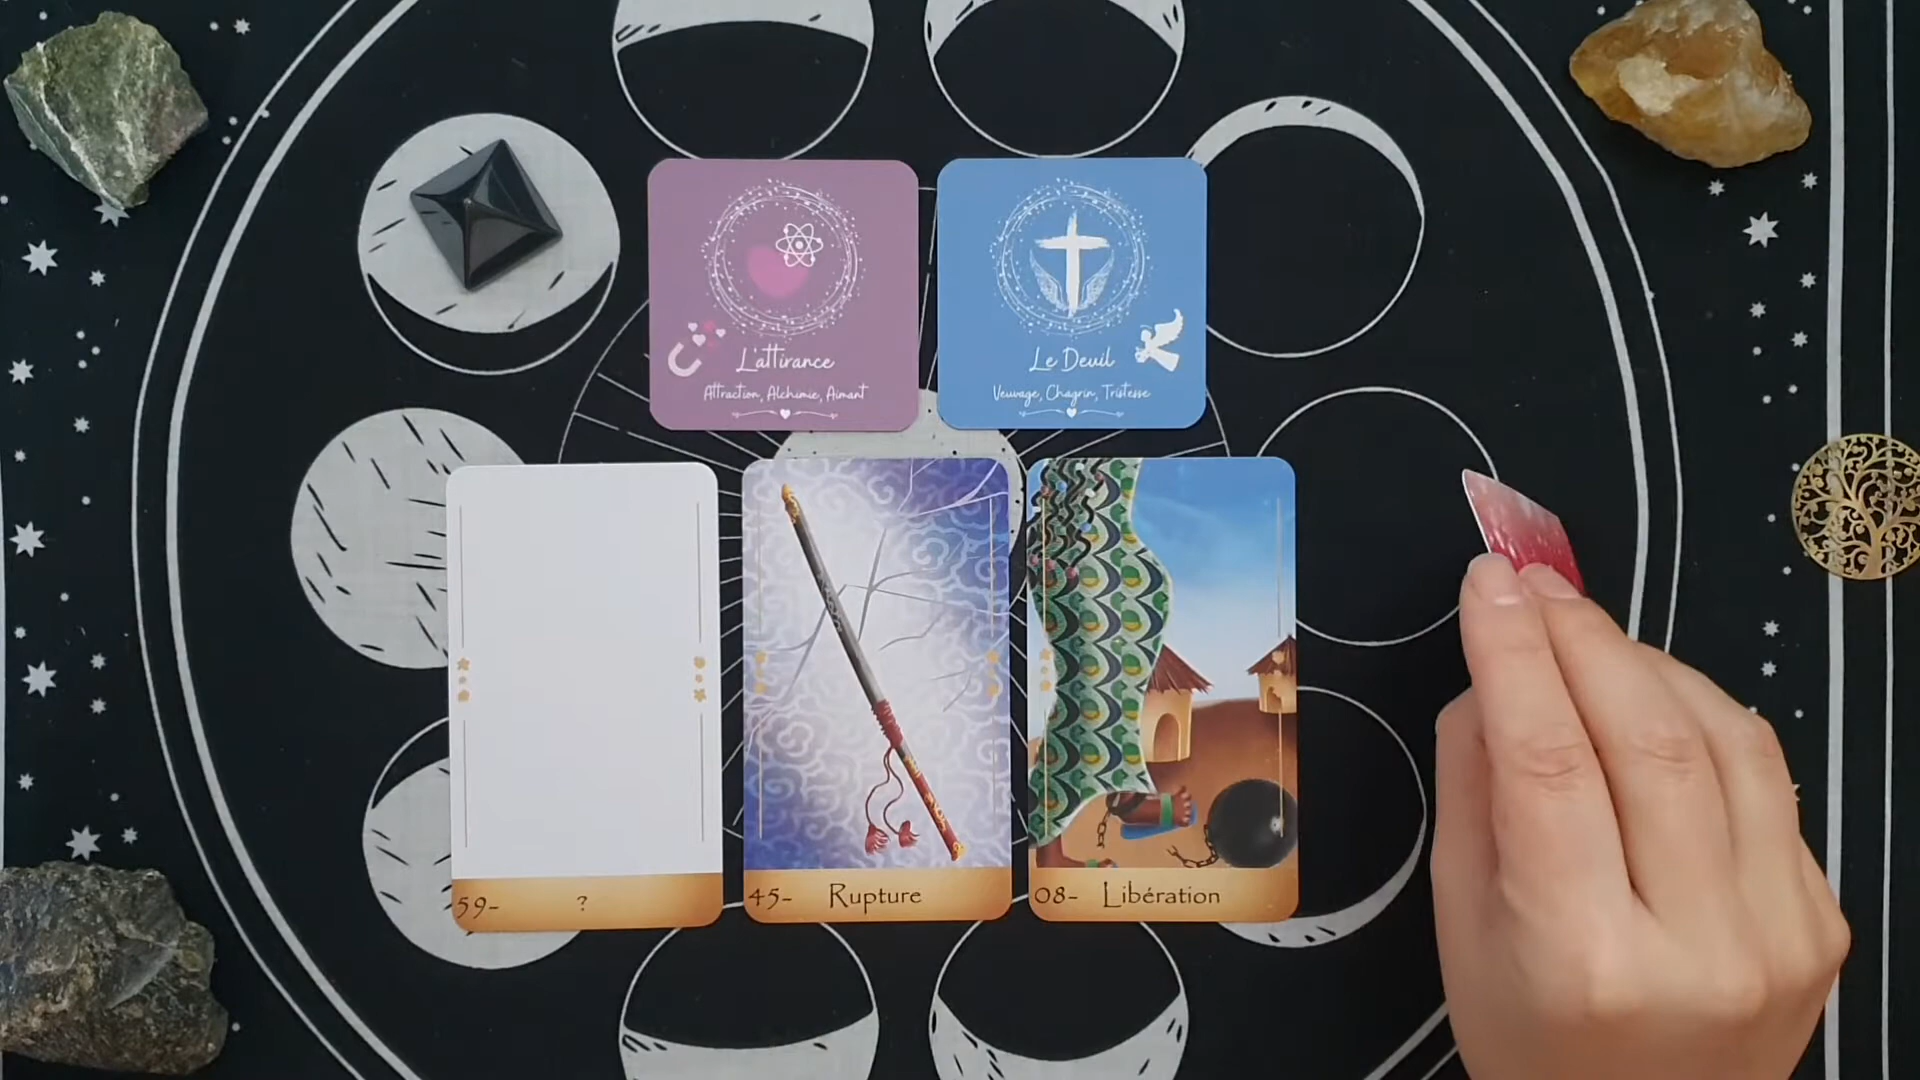 L'attirance
Attraction, Alchimie, Aimant
Le Deuil
Veuvage, Chagrin, Tristesse
59- ?
45- Rupture
08- Libération